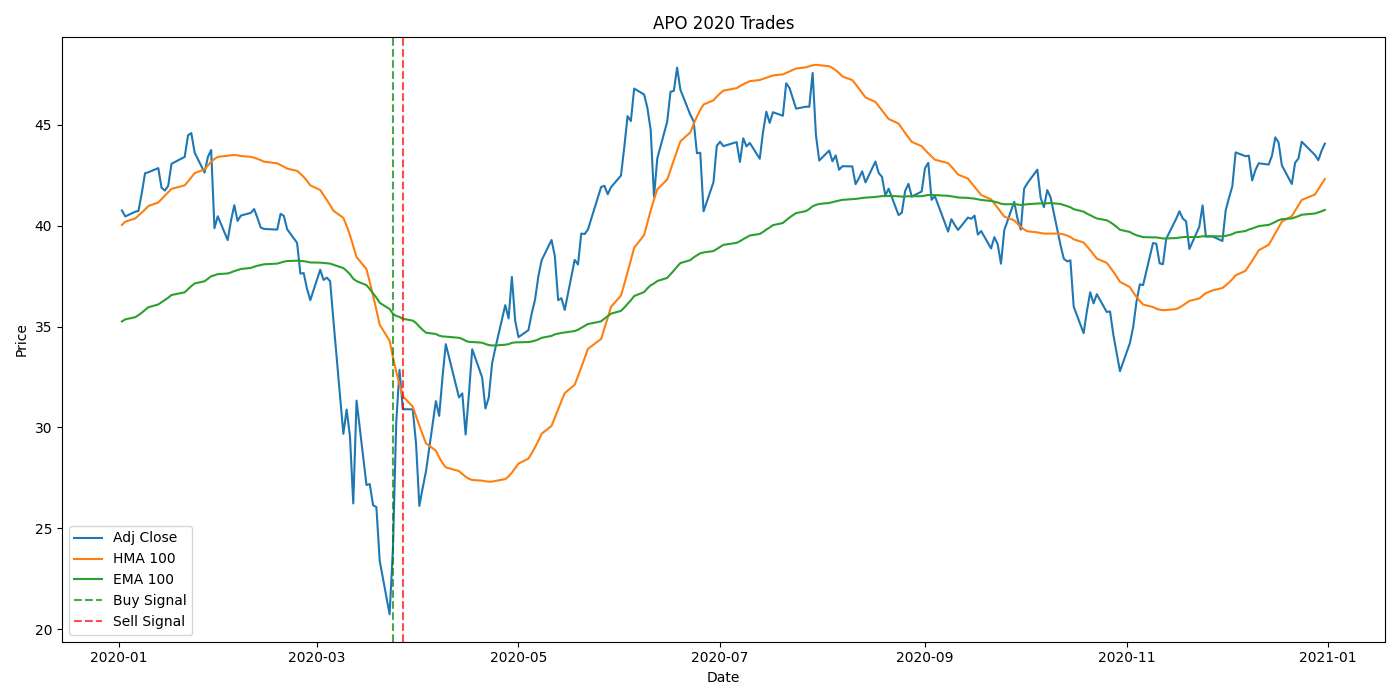 APO 2020 Trades
Price
45
40
35
30
25
20
Adj Close
HMA 100
EMA 100
Buy Signal
Sell Signal
2020-01 2020-03 2020-05 2020-07 2020-09 2020-11 2021-01
Date